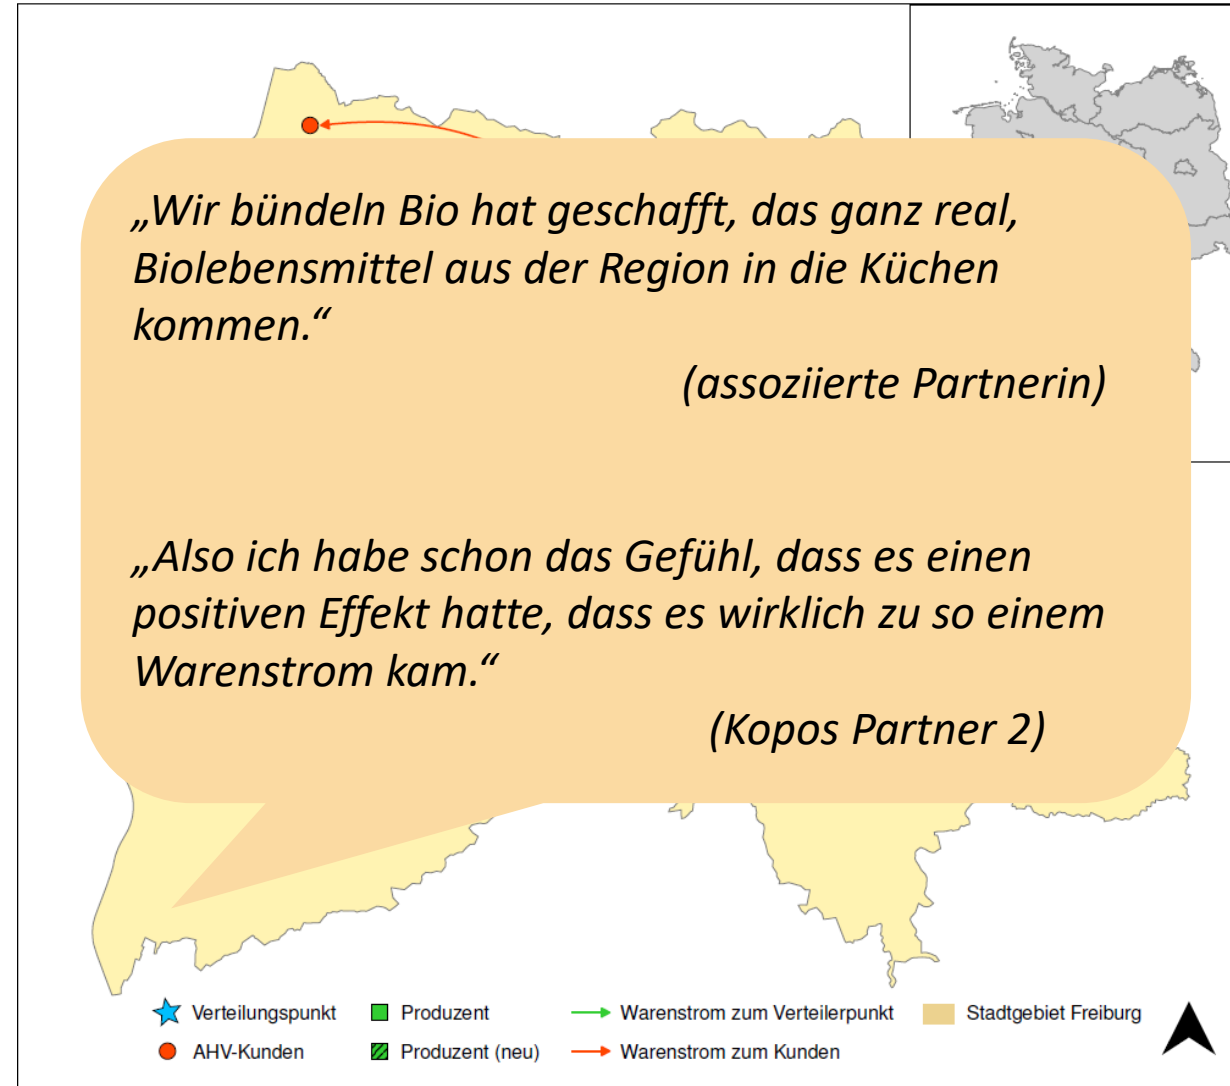 „Wir bündeln Bio hat geschafft, das ganz real,
Biolebensmittel aus der Region in die Küchen
kommen.“
(assoziierte Partnerin)
„Also ich habe schon das Gefühl, dass es einen
positiven Effekt hatte, dass es wirklich zu so einem
Warenstrom kam.“
(Kopos Partner 2)
Verteilungspunkt Produzent Warenstrom zum Verteilerpunkt Stadtgebiet Freiburg
AHV-Kunden Produzent (neu) Warenstrom zum Kunden